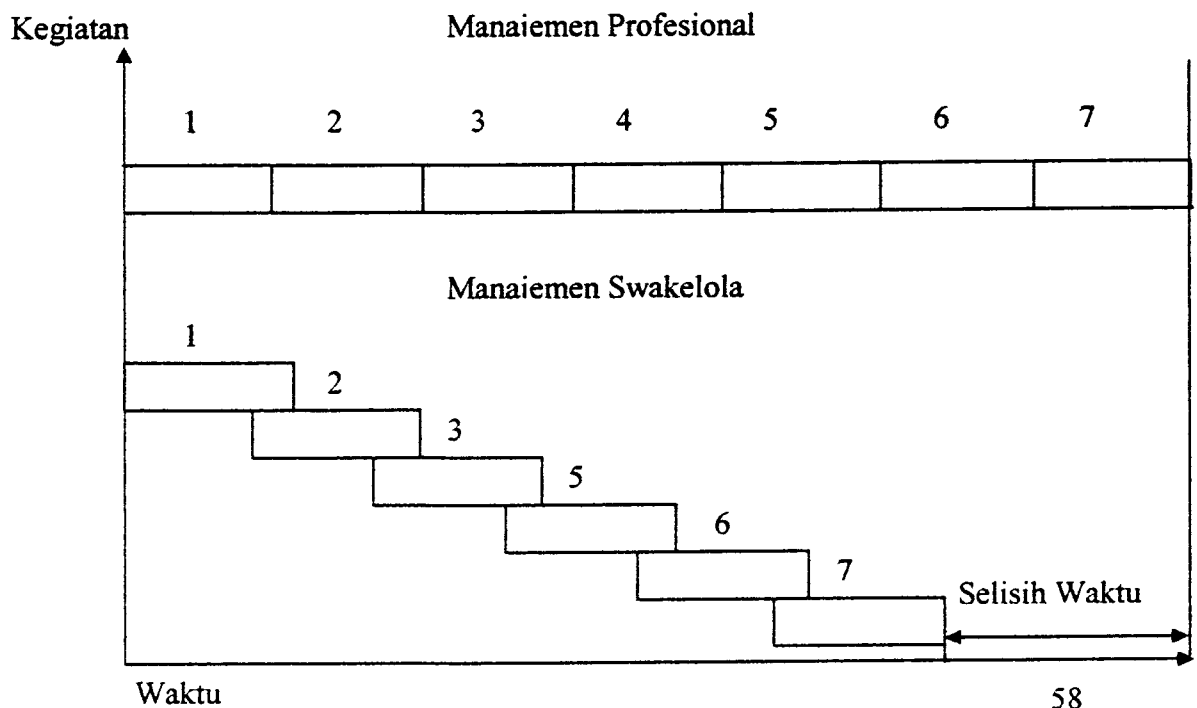 Kegiatan
Manaiemen Profesional
1 2 3 4 5 6 7
Manaiemen Swakelola
1
2
3
5
6
7
Selisih Waktu
Waktu
58